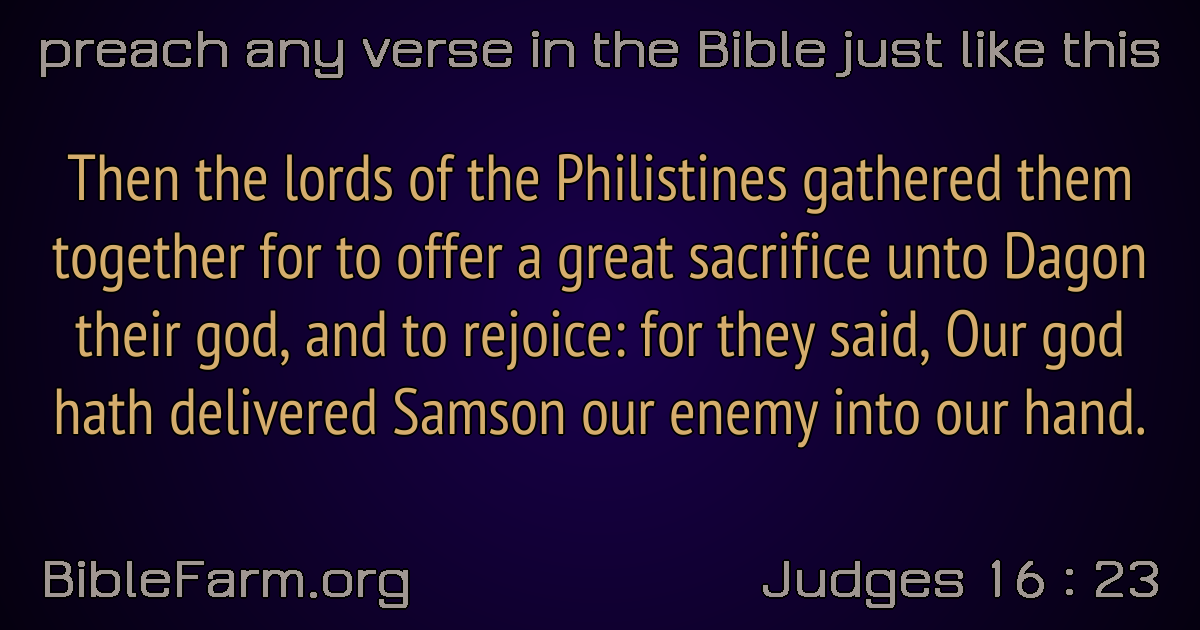 preach any verse in the Bible just like this
Then the lords of the Philistines gathered them
together for to offer a great sacrifice unto Dagon
their god, and to rejoice: for they said, Our god
hath delivered Samson our enemy into our hand.
BibleFarm.org
Judges 16 : 23